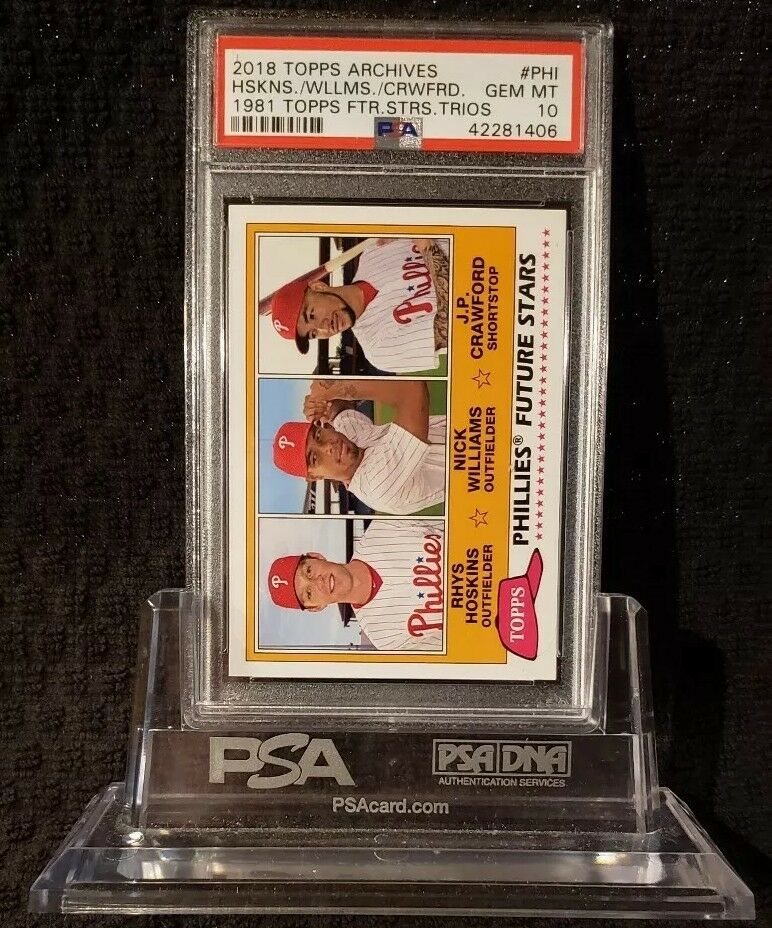 2018 TOPPS ARCHIVES #PHI
HSKNS./WLLMS./CRWFRD. GEM MT
1981 TOPPS FTR.STRS.TRIOS 10
PSA 42281406
P
Phillies
P
P
Phillies
RHYS
HOSKINS
OUTFIELDER
NICK
WILLIAMS
OUTFIELDER
J.P.
CRAWFORD
SHORTSTOP
TOPPS
PHILLIES® FUTURE STARS
PSA
PSA DNA
AUTHENTICATION SERVICES
PSAcard.com